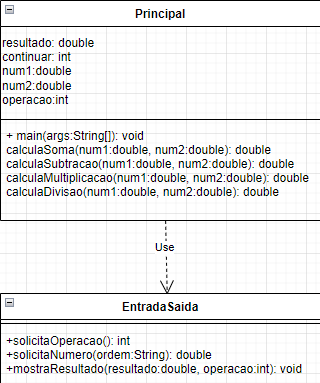 Principal
resultado: double
continuar: int
num1:double
num2:double
operacao:int
+ main(args:String[]): void
calculaSoma(num1:double, num2:double): double
calculaSubtracao(num1:double, num2:double): double
calculaMultiplicacao(num1:double, num2:double): double
calculaDivisao(num1:double, num2:double): double
Use
EntradaSaida
+solicitaOperacao(): int
+solicitaNumero(ordem:String): double
+mostraResultado(resultado:double, operacao:int): void